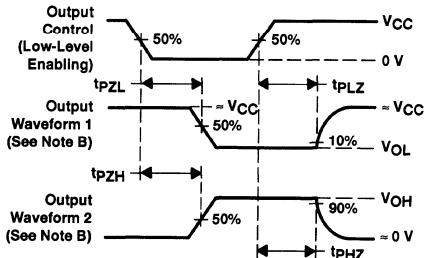 Output
Control
(Low-Level
Enabling)
50%
50%
VCC
0 V
tPZL
tPLZ
Output
Waveform 1
(See Note B)
≈ VCC
50%
≈ VCC
10%
VOL
tPZH
Output
Waveform 2
(See Note B)
50%
VOH
90%
≈ 0 V
tPHZ